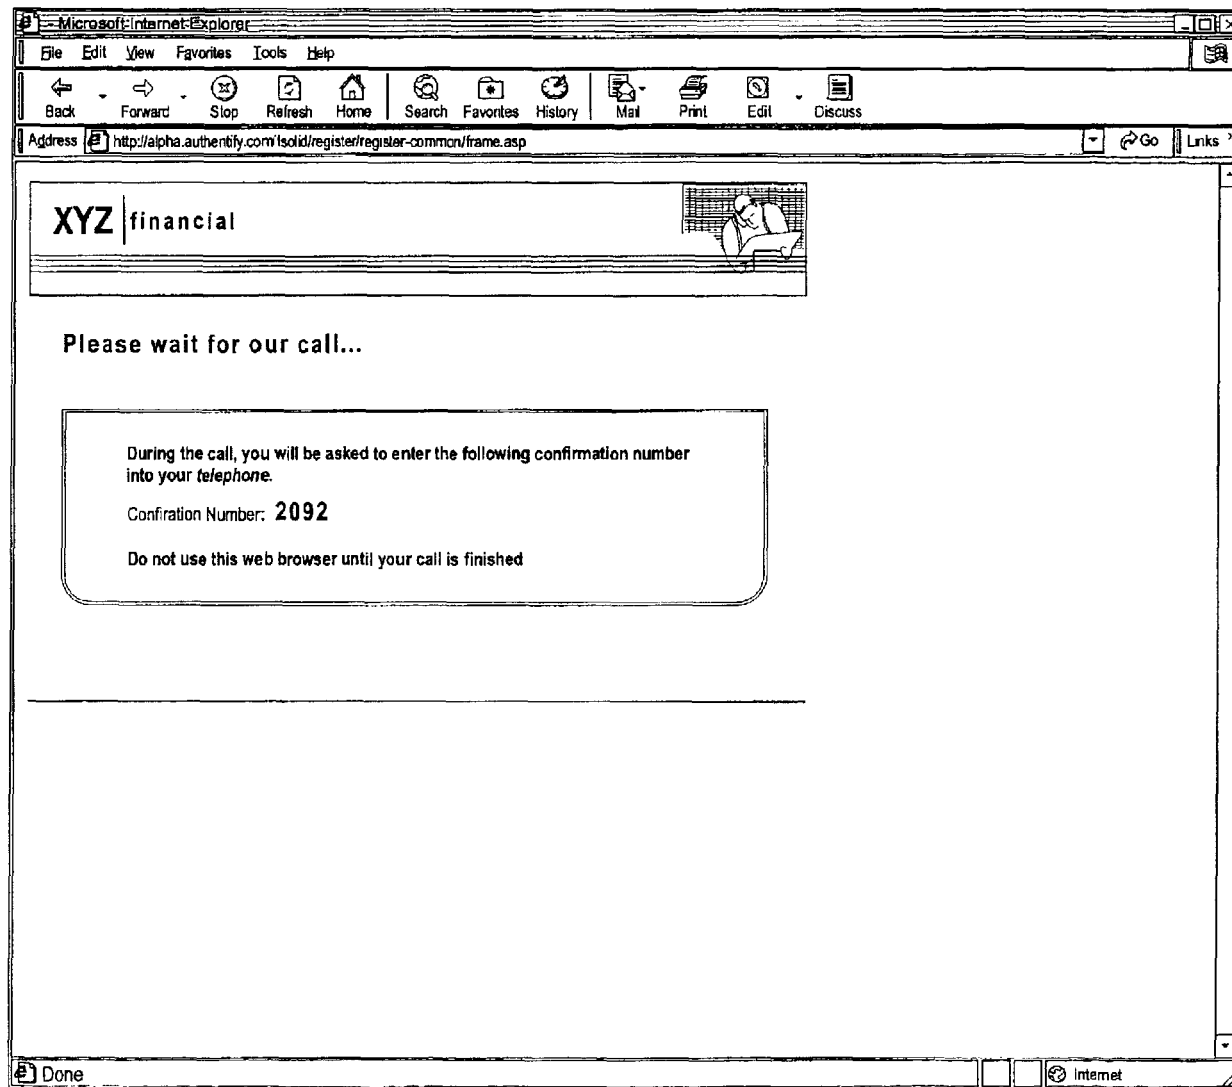 - Microsoft Internet Explorer
File Edit View Favorites Tools Help
Back Forward Stop Refresh Home Search Favorites History Mail Print Edit Discuss
Address http://alpha.authentify.com/lsolid/register/register-common/frame.asp Go Links »
XYZ financial
Please wait for our call...
During the call, you will be asked to enter the following confirmation number
into your telephone.
Confiration Number: 2092
Do not use this web browser until your call is finished
Done Internet